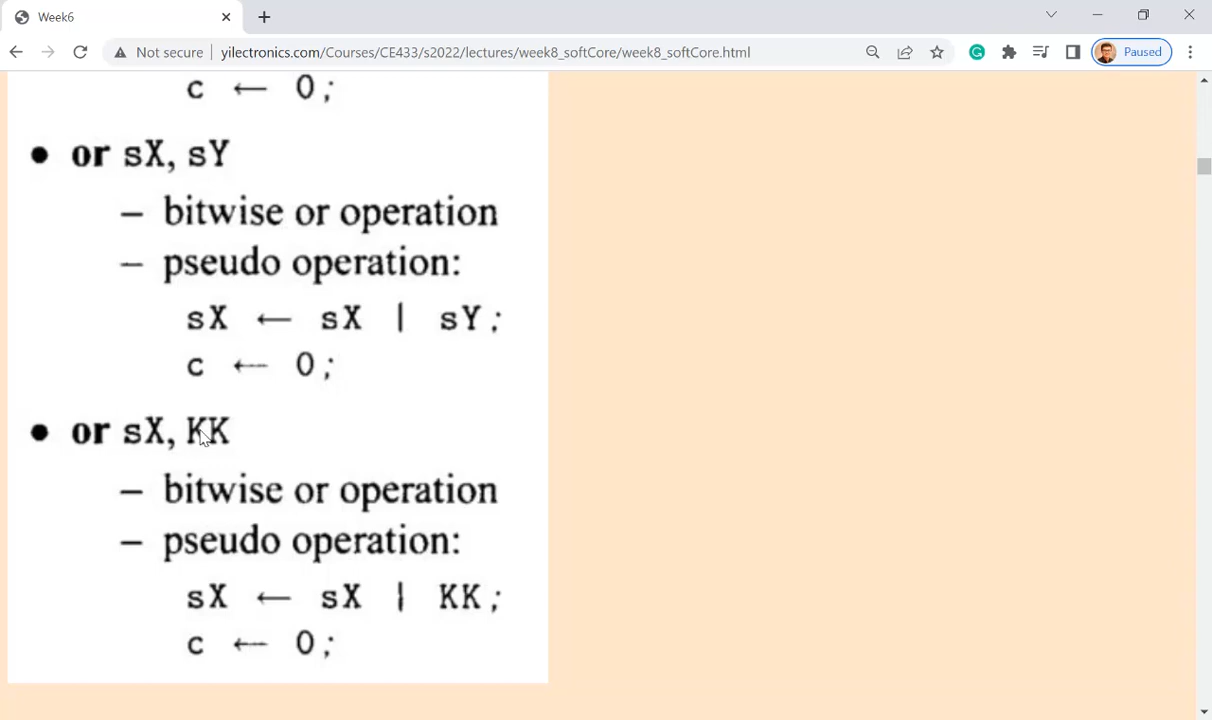 Week6
Not secure
yilectronics.com/Courses/CE433/s2022/lectures/week8_softCore/week8_softCore.html
Paused
c ← 0;
• or sX, sY
– bitwise or operation
– pseudo operation:
sX ← sX | sY;
c ← 0;
• or sX, KK
– bitwise or operation
– pseudo operation:
sX ← sX | KK;
c ← 0;